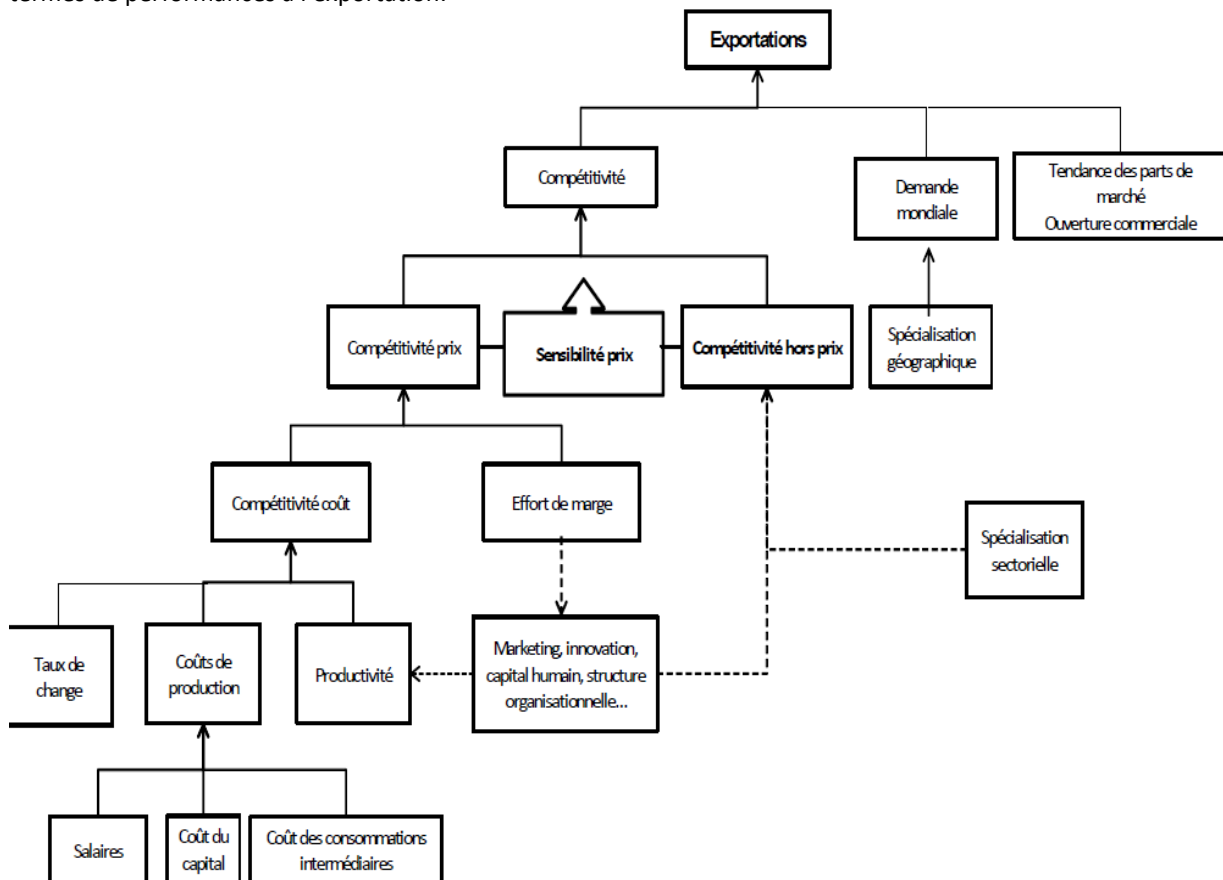 termes de performances à l'exportation.
Exportations
Compétitivité
Demande
mondiale
Tendance des parts de
marché
Ouverture commerciale
Compétitivité prix
Sensibilité prix
Compétitivité hors prix
Spécialisation
géographique
Compétitivité coût
Effort de marge
Spécialisation
sectorielle
Taux de
change
Coûts de
production
Productivité
Marketing, innovation,
capital humain, structure
organisationnelle...
Salaires
Coût du
capital
Coût des consommations
intermédiaires